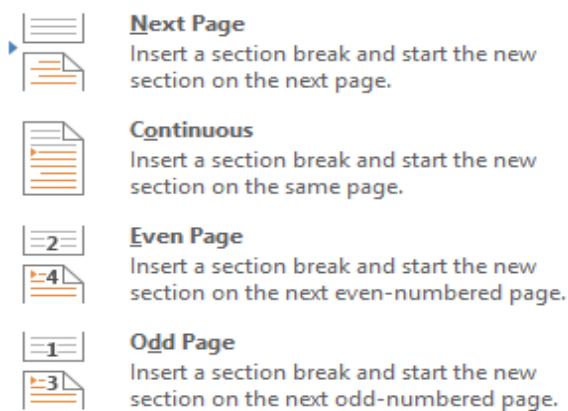 Next Page
Insert a section break and start the new
section on the next page.
Continuous
Insert a section break and start the new
section on the same page.
2
Even Page
4
Insert a section break and start the new
section on the next even-numbered page.
1
Odd Page
3
Insert a section break and start the new
section on the next odd-numbered page.